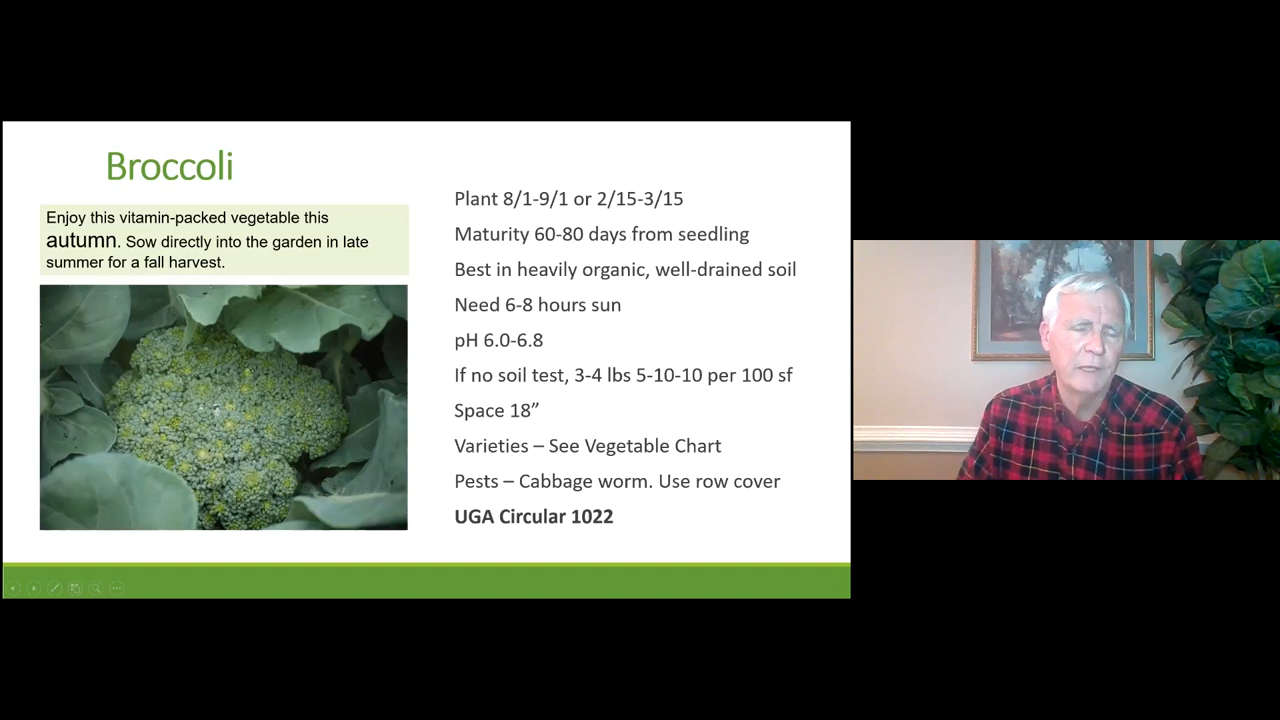 Broccoli
Enjoy this vitamin-packed vegetable this
autumn. Sow directly into the garden in late
summer for a fall harvest.
Plant 8/1-9/1 or 2/15-3/15
Maturity 60-80 days from seedling
Best in heavily organic, well-drained soil
Need 6-8 hours sun
pH 6.0-6.8
If no soil test, 3-4 lbs 5-10-10 per 100 sf
Space 18”
Varieties – See Vegetable Chart
Pests – Cabbage worm. Use row cover
UGA Circular 1022